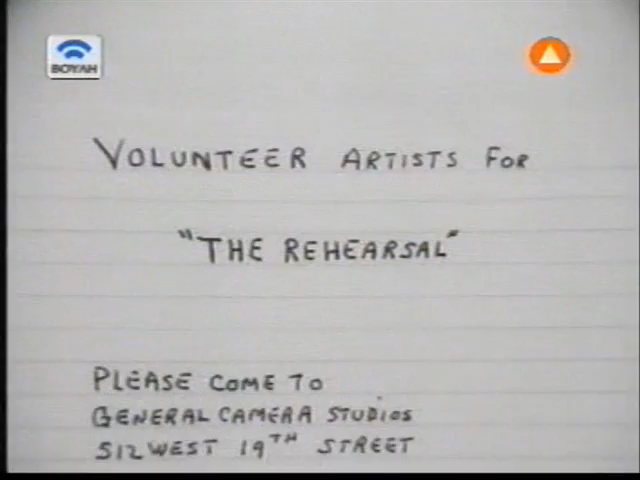 BOYAH
VOLUNTEER ARTISTS FOR
"THE REHEARSAL"
PLEASE COME TO
GENERAL CAMERA STUDIOS
512 WEST 19TH STREET